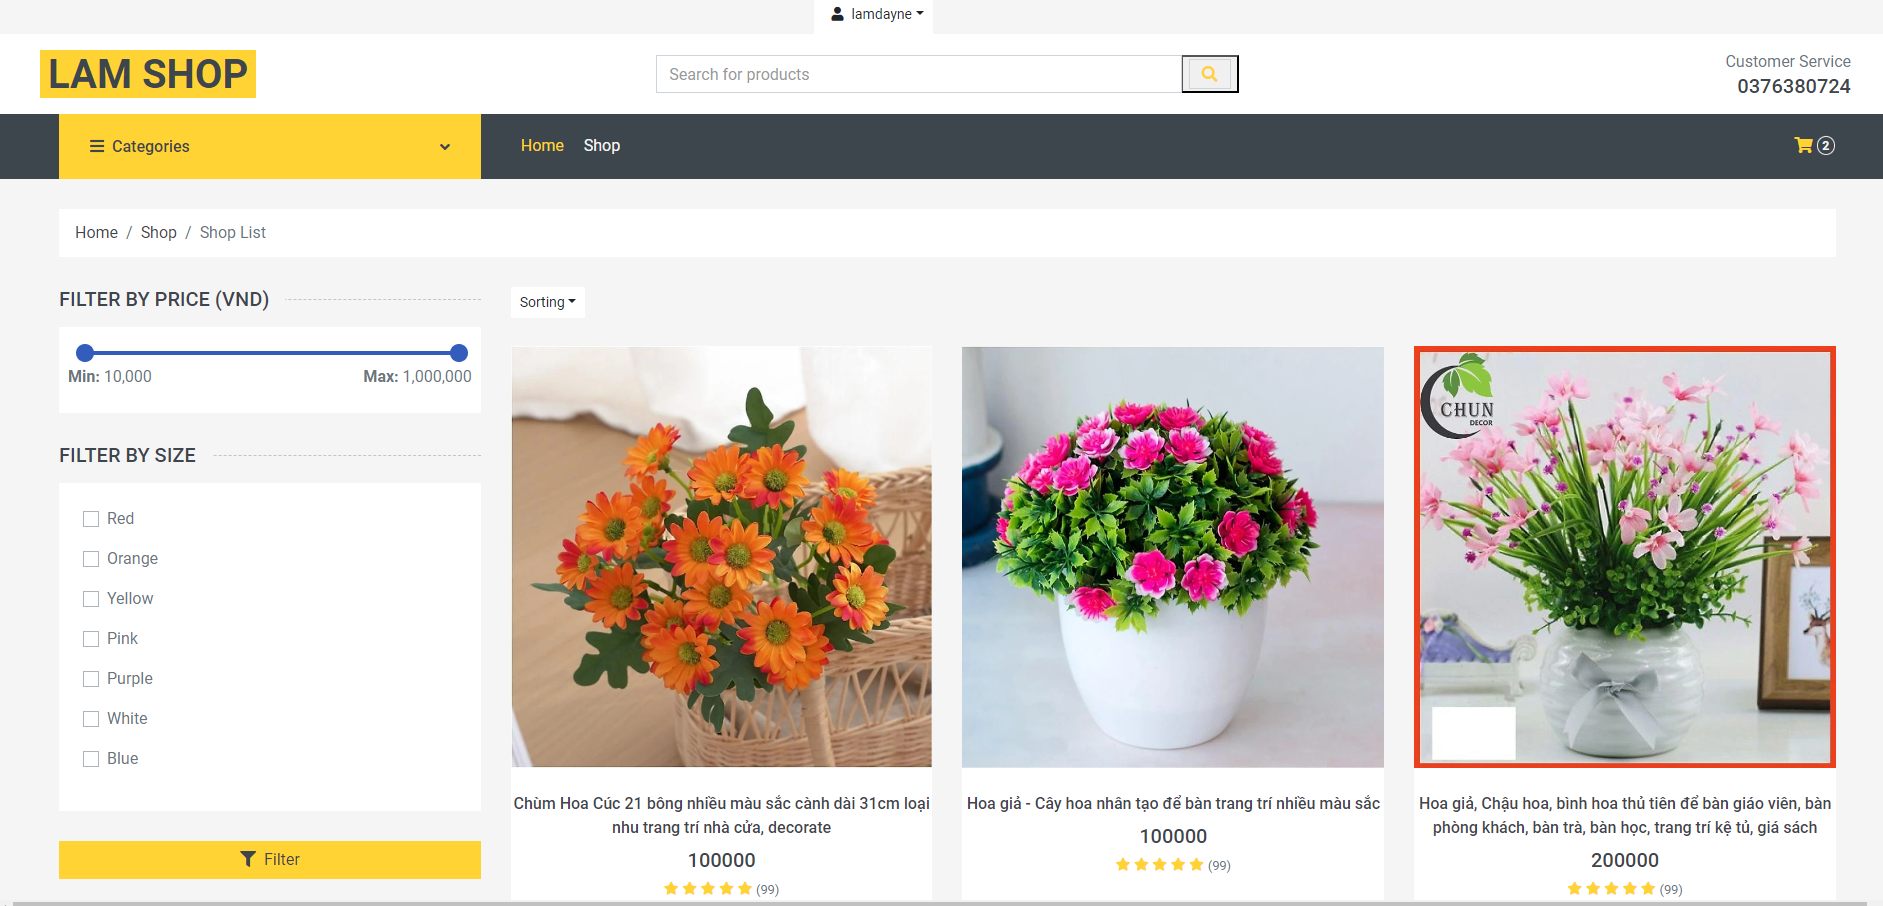 lamdayne
LAM SHOP
Search for products
Customer Service
0376380724
Categories
Home
Shop
2
Home / Shop / Shop List
FILTER BY PRICE (VND)
Min: 10,000
Max: 1,000,000
FILTER BY SIZE
Red
Orange
Yellow
Pink
Purple
White
Blue
Filter
Sorting
Chùm Hoa Cúc 21 bông nhiều màu sắc cành dài 31cm loại
nhu trang trí nhà cửa, decorate
100000
(99)
Hoa giả - Cây hoa nhân tạo để bàn trang trí nhiều màu sắc
100000
(99)
CHUN
DECOR
Hoa giả, Chậu hoa, bình hoa thủ tiên để bàn giáo viên, bàn
phòng khách, bàn trà, bàn học, trang trí kệ tủ, giá sách
200000
(99)